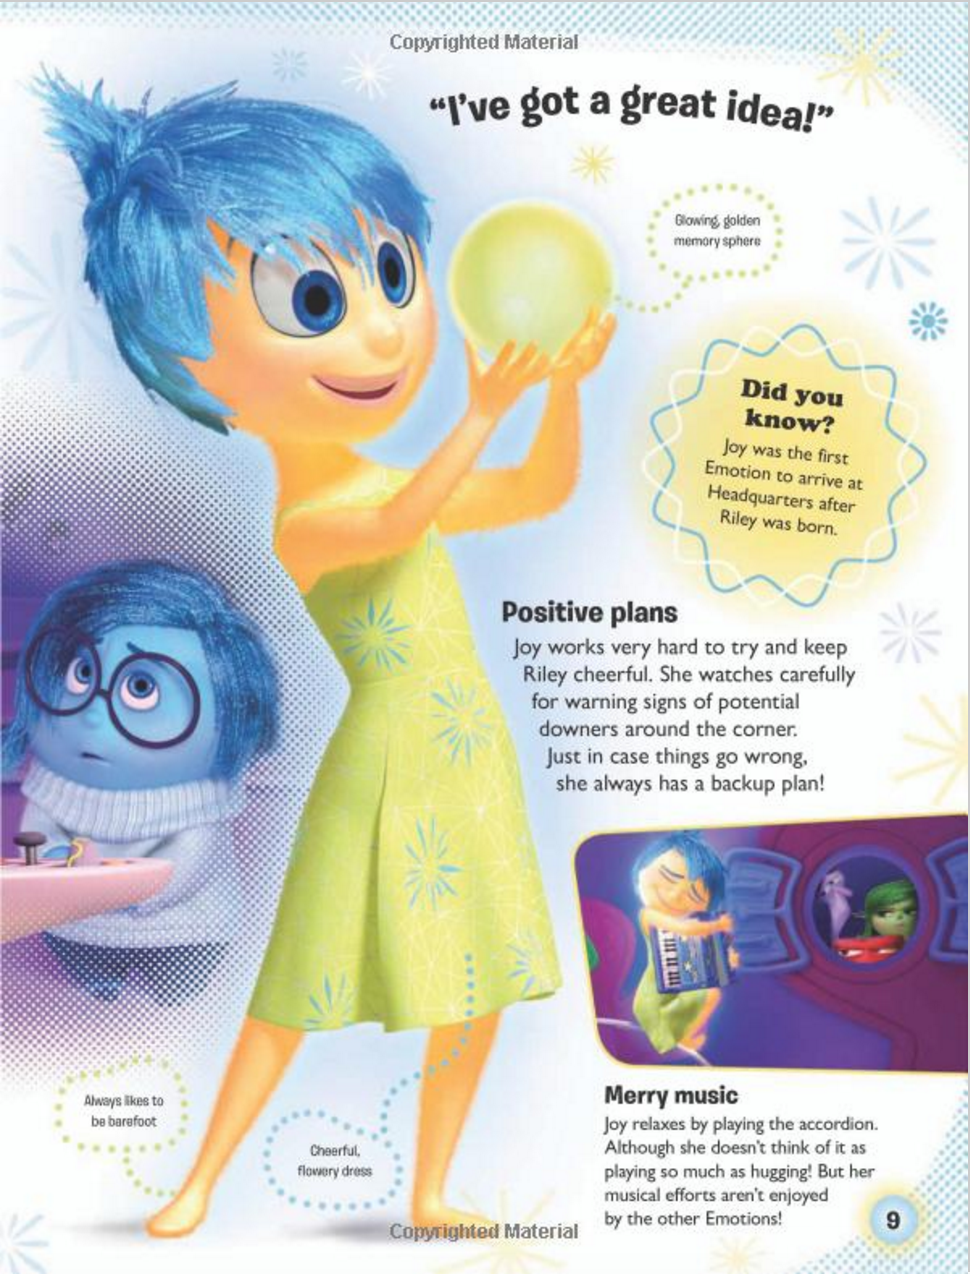 Copyrighted Material
“I’ve got a great idea!”
Glowing, golden
memory sphere
Did you
know?
Joy was the first
Emotion to arrive at
Headquarters after
Riley was born.
Positive plans
Joy works very hard to try and keep
Riley cheerful. She watches carefully
for warning signs of potential
downers around the corner.
Just in case things go wrong,
she always has a backup plan!
Merry music
Joy relaxes by playing the accordion.
Although she doesn’t think of it as
playing so much as hugging! But her
musical efforts aren’t enjoyed
by the other Emotions!
Always likes to
be barefoot
Cheerful,
flowery dress
Copyrighted Material
9